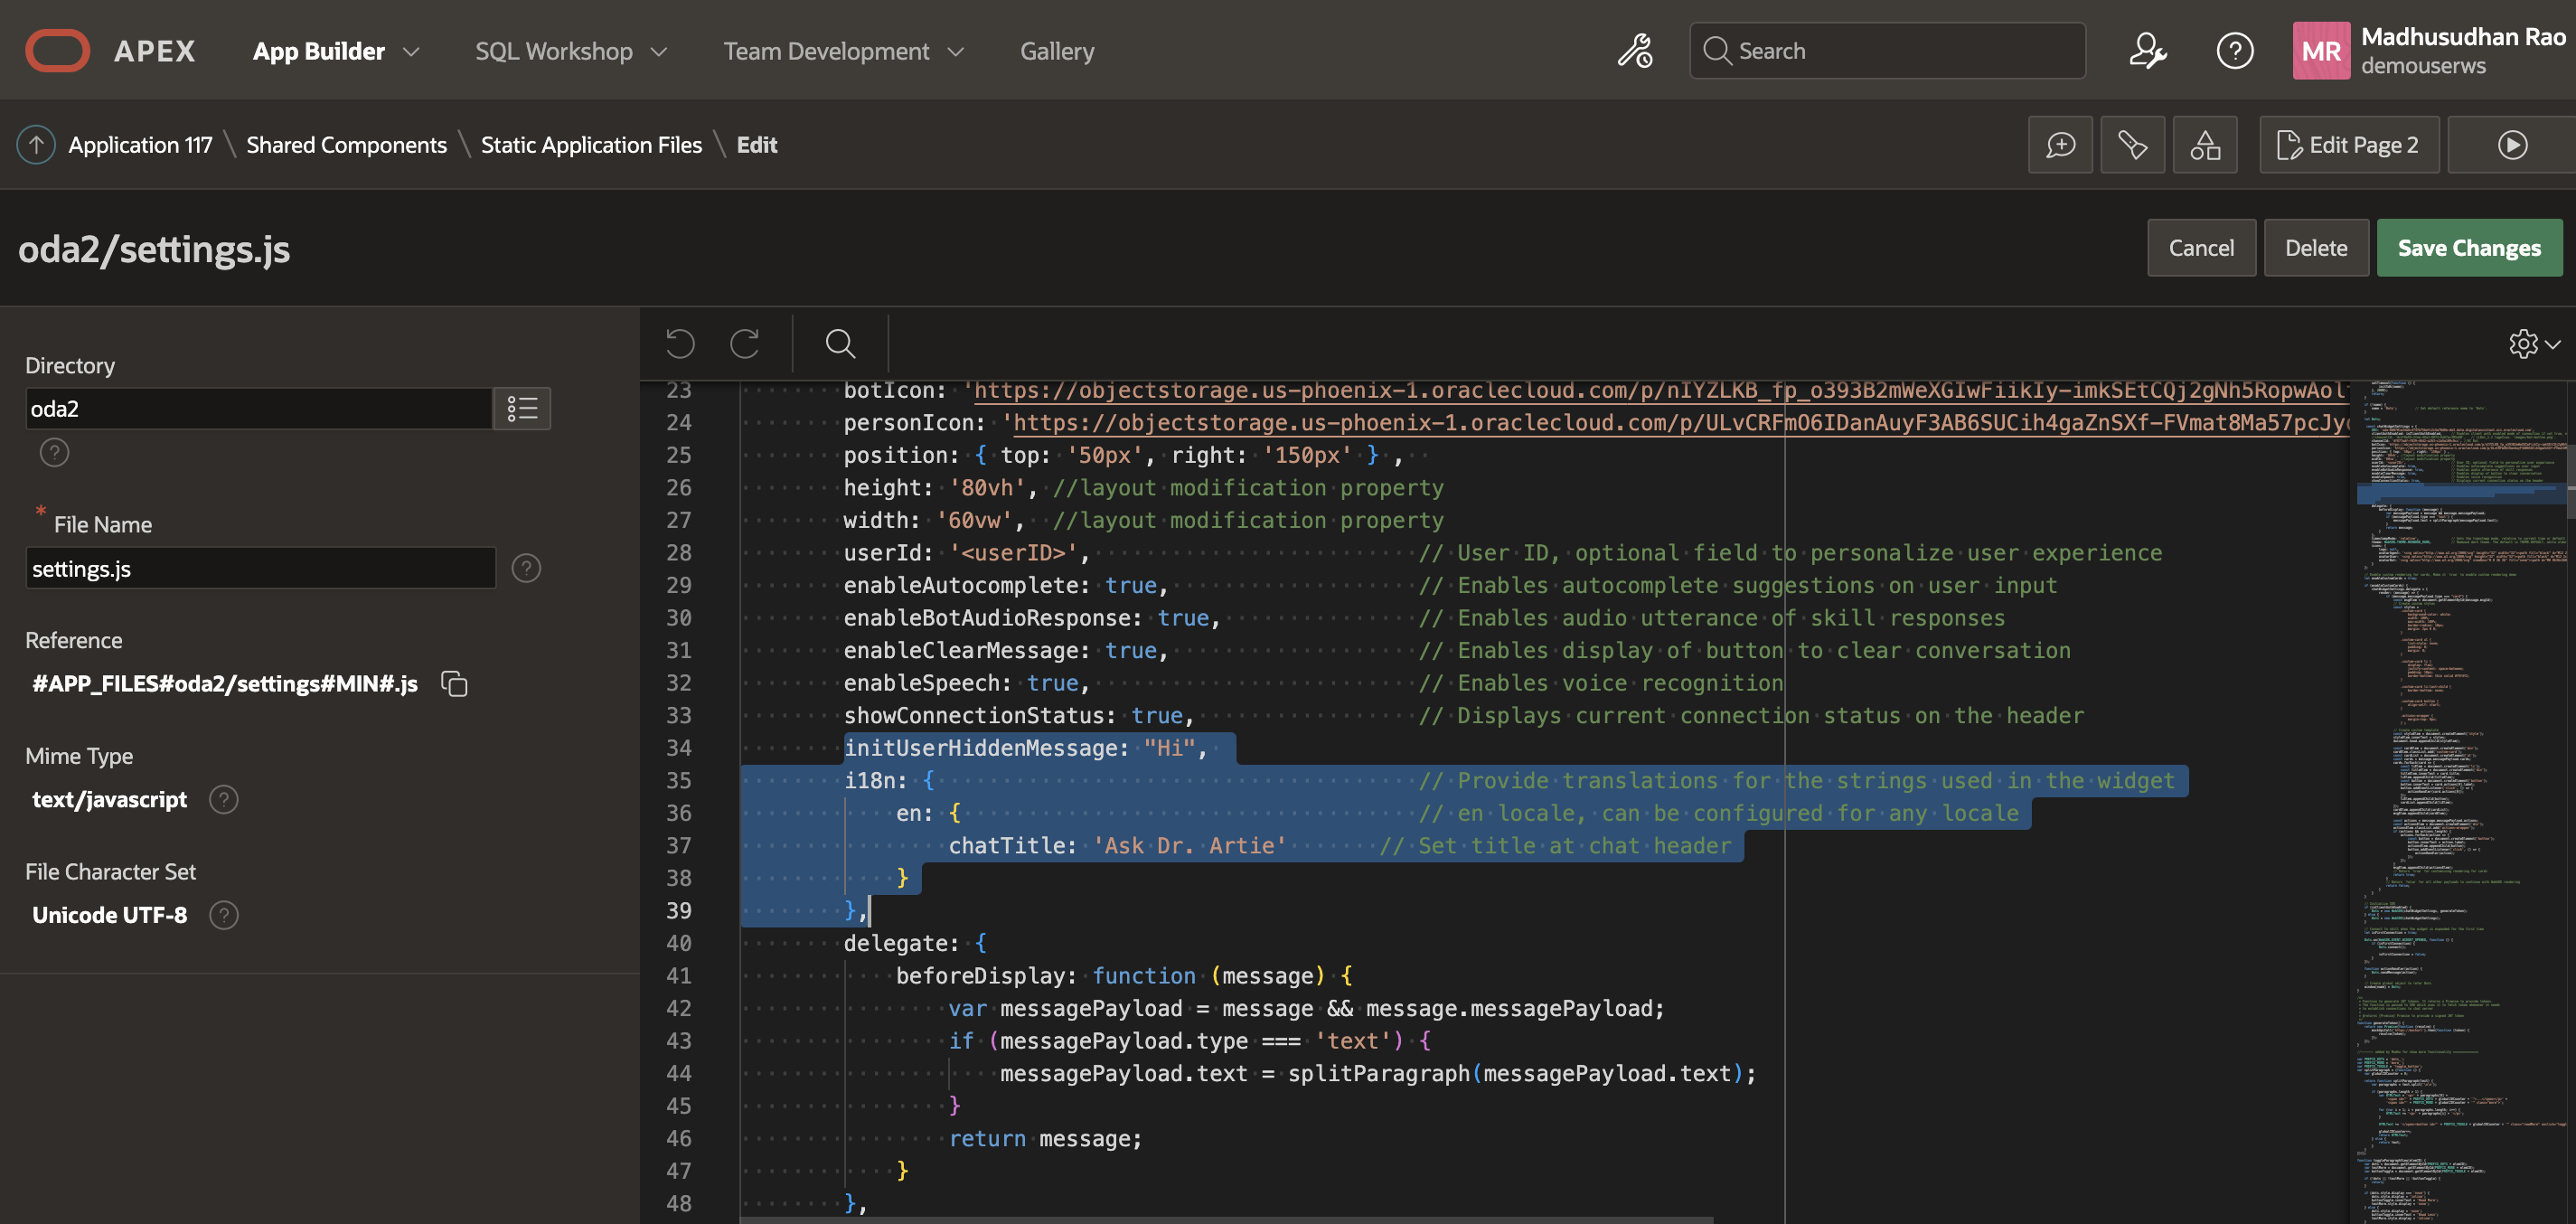 APEX
App Builder
SQL Workshop
Team Development
Gallery
Search
MR
Madhusudhan Rao
demouserws
Application 117 \ Shared Components \ Static Application Files \ Edit
Edit Page 2
oda2/settings.js
Cancel
Delete
Save Changes
Directory
oda2
* File Name
settings.js
Reference
#APP_FILES#oda2/settings#MIN#.js
Mime Type
text/javascript
File Character Set
Unicode UTF-8
23 botIcon: 'https://objectstorage.us-phoenix-1.oraclecloud.com/p/nIYZLKB_fp_o393B2mWeXGIwFiikIy-imkSEtCQj2gNh5RopwAol
24 personIcon: 'https://objectstorage.us-phoenix-1.oraclecloud.com/p/ULvCRFmO6IDanAuyF3AB6SUCih4gaZnSXf-FVmat8Ma57pcJy
25 position: { top: '50px', right: '150px' } ,
26 height: '80vh', //layout modification property
27 width: '60vw', //layout modification property
28 userId: '<userID>', // User ID, optional field to personalize user experience
29 enableAutocomplete: true, // Enables autocomplete suggestions on user input
30 enableBotAudioResponse: true, // Enables audio utterance of skill responses
31 enableClearMessage: true, // Enables display of button to clear conversation
32 enableSpeech: true, // Enables voice recognition
33 showConnectionStatus: true, // Displays current connection status on the header
34 initUserHiddenMessage: "Hi",
35 i18n: { // Provide translations for the strings used in the widget
36 en: { // en locale, can be configured for any locale
37 chatTitle: 'Ask Dr. Artie' // Set title at chat header
38 }
39 },
40 delegate: {
41 beforeDisplay: function (message) {
42 var messagePayload = message && message.messagePayload;
43 if (messagePayload.type === 'text') {
44 messagePayload.text = splitParagraph(messagePayload.text);
45 }
46 return message;
47 }
48 },